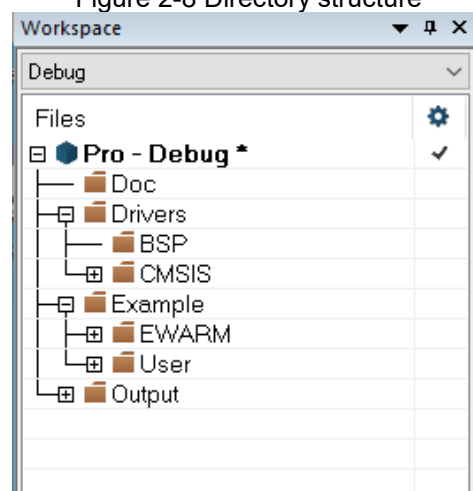 Figure 2-8 Directory structure
Workspace
Debug
Files
Pro - Debug *
Doc
Drivers
BSP
CMSIS
Example
EWARM
User
Output